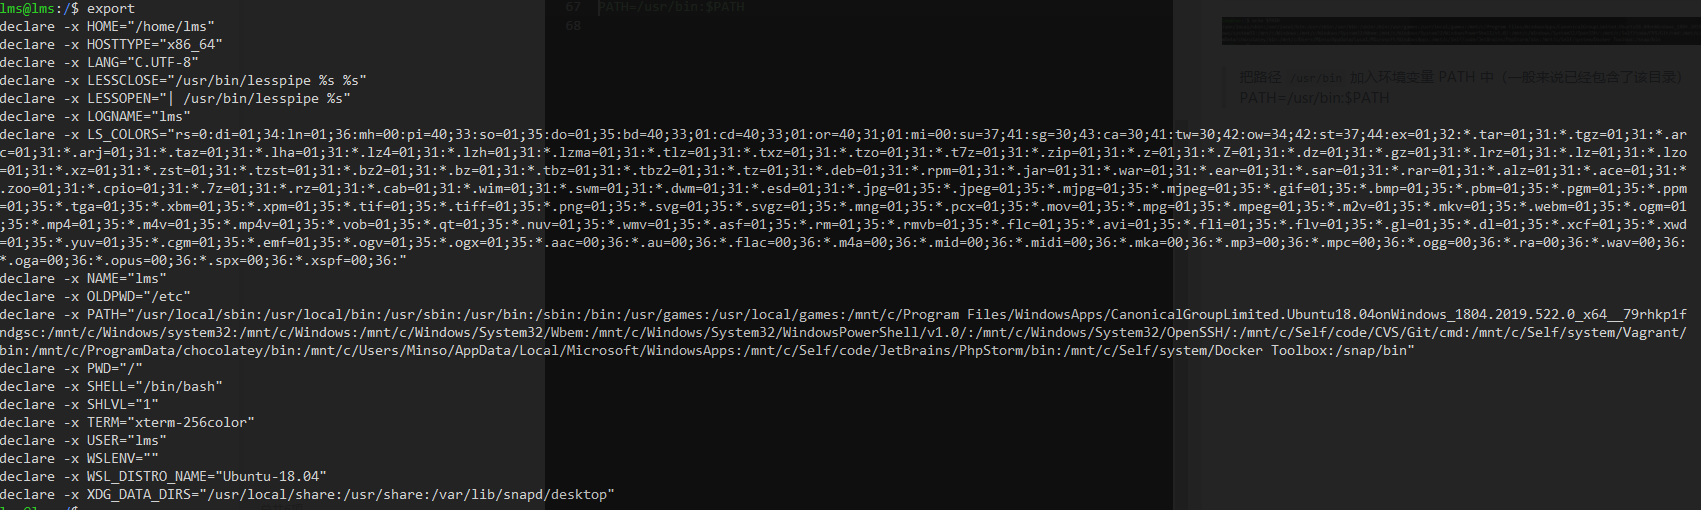 lms@lms:/$ export
declare -x HOME="/home/lms"
declare -x HOSTTYPE="x86_64"
declare -x LANG="C.UTF-8"
declare -x LESSCLOSE="/usr/bin/lesspipe %s %s"
declare -x LESSOPEN="| /usr/bin/lesspipe %s"
declare -x LOGNAME="lms"
declare -x LS_COLORS="rs=0:di=01;34:ln=01;36:mh=00:pi=40;33:so=01;35:do=01;35:bd=40;33;01:cd=40;33;01:or=40;31;01:mi=00:su=37;41:sg=30;43:ca=30;41:tw=30;42:ow=34;42:st=37;44:ex=01;32:*.tar=01;31:*.tgz=01;31:*.ar
c=01;31:*.arj=01;31:*.taz=01;31:*.lha=01;31:*.lz4=01;31:*.lzh=01;31:*.lzma=01;31:*.tlz=01;31:*.txz=01;31:*.tzo=01;31:*.t7z=01;31:*.zip=01;31:*.z=01;31:*.Z=01;31:*.dz=01;31:*.gz=01;31:*.lrz=01;31:*.lz=01;31:*.lzo
=01;31:*.xz=01;31:*.zst=01;31:*.tzst=01;31:*.bz2=01;31:*.bz=01;31:*.tbz=01;31:*.tbz2=01;31:*.tz=01;31:*.deb=01;31:*.rpm=01;31:*.jar=01;31:*.war=01;31:*.ear=01;31:*.sar=01;31:*.rar=01;31:*.alz=01;31:*.ace=01;31:*
.zoo=01;31:*.cpio=01;31:*.7z=01;31:*.rz=01;31:*.cab=01;31:*.wim=01;31:*.swm=01;31:*.dwm=01;31:*.esd=01;31:*.jpg=01;35:*.jpeg=01;35:*.mjpg=01;35:*.mjpeg=01;35:*.gif=01;35:*.bmp=01;35:*.pbm=01;35:*.pgm=01;35:*.ppm
=01;35:*.tga=01;35:*.xbm=01;35:*.xpm=01;35:*.tif=01;35:*.tiff=01;35:*.png=01;35:*.svg=01;35:*.svgz=01;35:*.mng=01;35:*.pcx=01;35:*.mov=01;35:*.mpg=01;35:*.mpeg=01;35:*.m2v=01;35:*.mkv=01;35:*.webm=01;35:*.ogm=01
;35:*.mp4=01;35:*.m4v=01;35:*.mp4v=01;35:*.vob=01;35:*.qt=01;35:*.nuv=01;35:*.wmv=01;35:*.asf=01;35:*.rm=01;35:*.rmvb=01;35:*.flc=01;35:*.avi=01;35:*.fli=01;35:*.flv=01;35:*.gl=01;35:*.dl=01;35:*.xcf=01;35:*.xwd
=01;35:*.yuv=01;35:*.cgm=01;35:*.emf=01;35:*.ogv=01;35:*.ogx=01;35:*.aac=00;36:*.au=00;36:*.flac=00;36:*.m4a=00;36:*.mid=00;36:*.midi=00;36:*.mka=00;36:*.mp3=00;36:*.mpc=00;36:*.ogg=00;36:*.ra=00;36:*.wav=00;36:
*.oga=00;36:*.opus=00;36:*.spx=00;36:*.xspf=00;36:"
declare -x NAME="lms"
declare -x OLDPWD="/etc"
declare -x PATH="/usr/local/sbin:/usr/local/bin:/usr/sbin:/usr/bin:/sbin:/bin:/usr/games:/usr/local/games:/mnt/c/Program Files/WindowsApps/CanonicalGroupLimited.Ubuntu18.04onWindows_1804.2019.522.0_x64__79rhkp1f
ndgsc:/mnt/c/Windows/system32:/mnt/c/Windows:/mnt/c/Windows/System32/Wbem:/mnt/c/Windows/System32/WindowsPowerShell/v1.0/:/mnt/c/Windows/System32/OpenSSH/:/mnt/c/Self/code/CVS/Git/cmd:/mnt/c/Self/system/Vagrant/
bin:/mnt/c/ProgramData/chocolatey/bin:/mnt/c/Users/Minso/AppData/Local/Microsoft/WindowsApps:/mnt/c/Self/code/JetBrains/PhpStorm/bin:/mnt/c/Self/system/Docker Toolbox:/snap/bin"
declare -x PWD="/"
declare -x SHELL="/bin/bash"
declare -x SHLVL="1"
declare -x TERM="xterm-256color"
declare -x USER="lms"
declare -x WSLENV=""
declare -x WSL_DISTRO_NAME="Ubuntu-18.04"
declare -x XDG_DATA_DIRS="/usr/local/share:/usr/share:/var/lib/snapd/desktop"
67 PATH=/usr/bin:$PATH
68
把路径 /usr/bin 加入环境变量 PATH 中（一般来说已经包含了该目录）
PATH=/usr/bin:$PATH